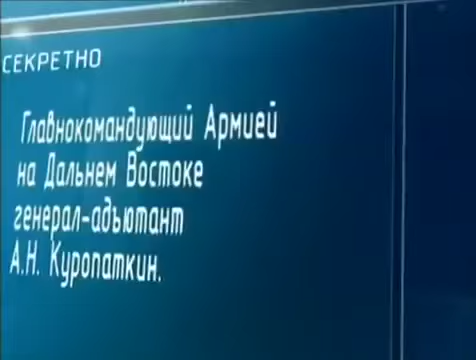 СЕКРЕТНО
Главнокомандующий Армией
на Дальнем Востоке
генерал-адъютант
А.Н. Куропаткин.